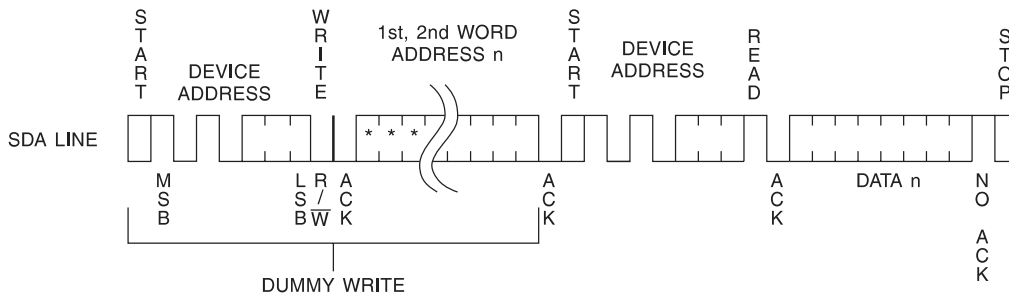 START
DEVICE
ADDRESS
WRITE
1st, 2nd WORD
ADDRESS n
START
DEVICE
ADDRESS
READ
STOP
SDA LINE
* * *
MSB
LSB
R/W
ACK
ACK
ACK
DATA n
NO ACK
DUMMY WRITE